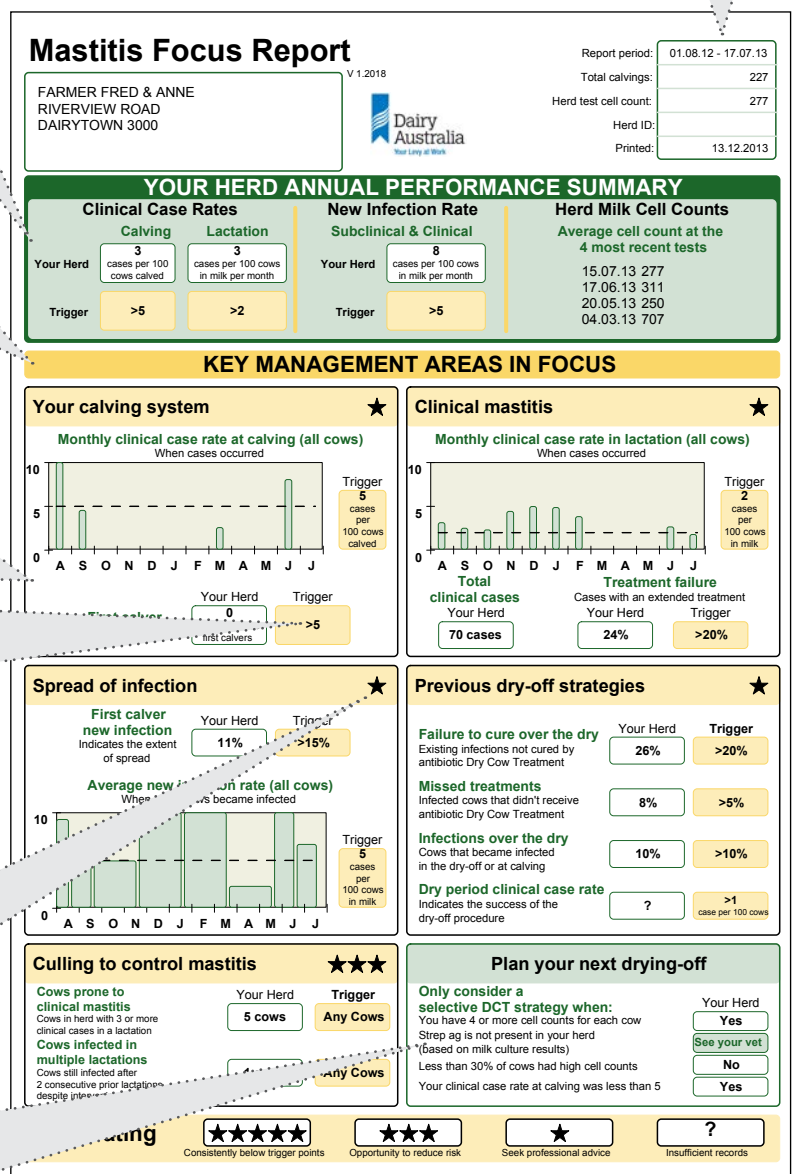 Mastitis Focus Report
V 1.2018
FARMER FRED & ANNE
RIVERVIEW ROAD
DAIRYTOWN 3000
Dairy
Australia
Your Levy at Work
Report period: 01.08.12 - 17.07.13
Total calvings: 227
Herd test cell count: 277
Herd ID:
Printed: 13.12.2013
YOUR HERD ANNUAL PERFORMANCE SUMMARY
Clinical Case Rates
Calving Lactation
Your Herd
3
cases per 100
cows calved
3
cases per 100 cows
in milk per month
Trigger >5 >2
New Infection Rate
Subclinical & Clinical
Your Herd
8
cases per 100 cows
in milk per month
Trigger >5
Herd Milk Cell Counts
Average cell count at the
4 most recent tests
15.07.13 277
17.06.13 311
20.05.13 250
04.03.13 707
KEY MANAGEMENT AREAS IN FOCUS
Your calving system
Monthly clinical case rate at calving (all cows)
When cases occurred
10
5
0
A S O N D J F M A M J J
Trigger
5
cases
per
100 cows
calved
Your Herd Trigger
0
first calvers
>5
Clinical mastitis
Monthly clinical case rate in lactation (all cows)
When cases occurred
10
5
0
A S O N D J F M A M J J
Trigger
2
cases
per
100 cows
in milk
Total
clinical cases
Your Herd
70 cases
Treatment failure
Cases with an extended treatment
Your Herd Trigger
24% >20%
Spread of infection
First calver
new infection
Indicates the extent
of spread
Your Herd Trigger
11% >15%
Average new rate (all cows)
became infected
10
5
0
A S O N D J F M A M J J
Trigger
5
cases
per
100 cows
in milk
Previous dry-off strategies
Your Herd Trigger
Failure to cure over the dry
Existing infections not cured by
antibiotic Dry Cow Treatment
26% >20%
Missed treatments
Infected cows that didn't receive
antibiotic Dry Cow Treatment
8% >5%
Infections over the dry
Cows that became infected
in the dry-off or at calving
10% >10%
Dry period clinical case rate
Indicates the success of the
dry-off procedure
?
>1
case per 100 cows
Culling to control mastitis
Your Herd Trigger
Cows prone to
clinical mastitis
Cows in herd with 3 or more
clinical cases in a lactation
5 cows Any Cows
Cows infected in
multiple lactations
Cows still infected after
2 consecutive prior lactations
despite
Any Cows
Plan your next drying-off
Only consider a
selective DCT strategy when:
Your Herd
You have 4 or more cell counts for each cow Yes
Strep ag is not present in your herd
(based on milk culture results)
See your vet
Less than 30% of cows had high cell counts No
Your clinical case rate at calving was less than 5 Yes
Consistently below trigger points
Opportunity to reduce risk
Seek professional advice
?
Insufficient records